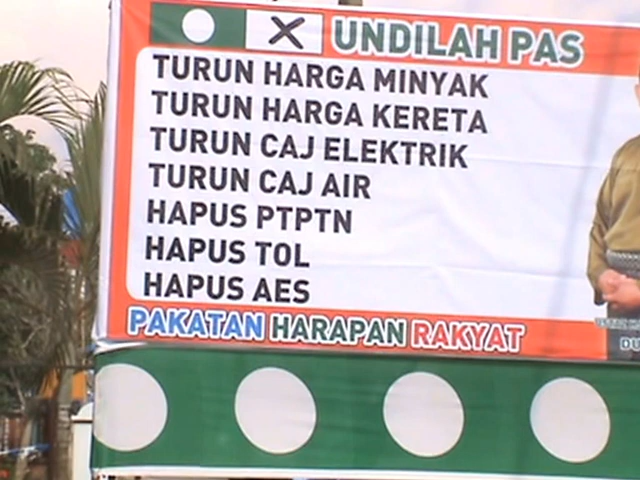 UNDILAH PAS
TURUN HARGA MINYAK
TURUN HARGA KERETA
TURUN CAJ ELEKTRIK
TURUN CAJ AIR
HAPUS PTPTN
HAPUS TOL
HAPUS AES
PAKATAN HARAPAN RAKYAT